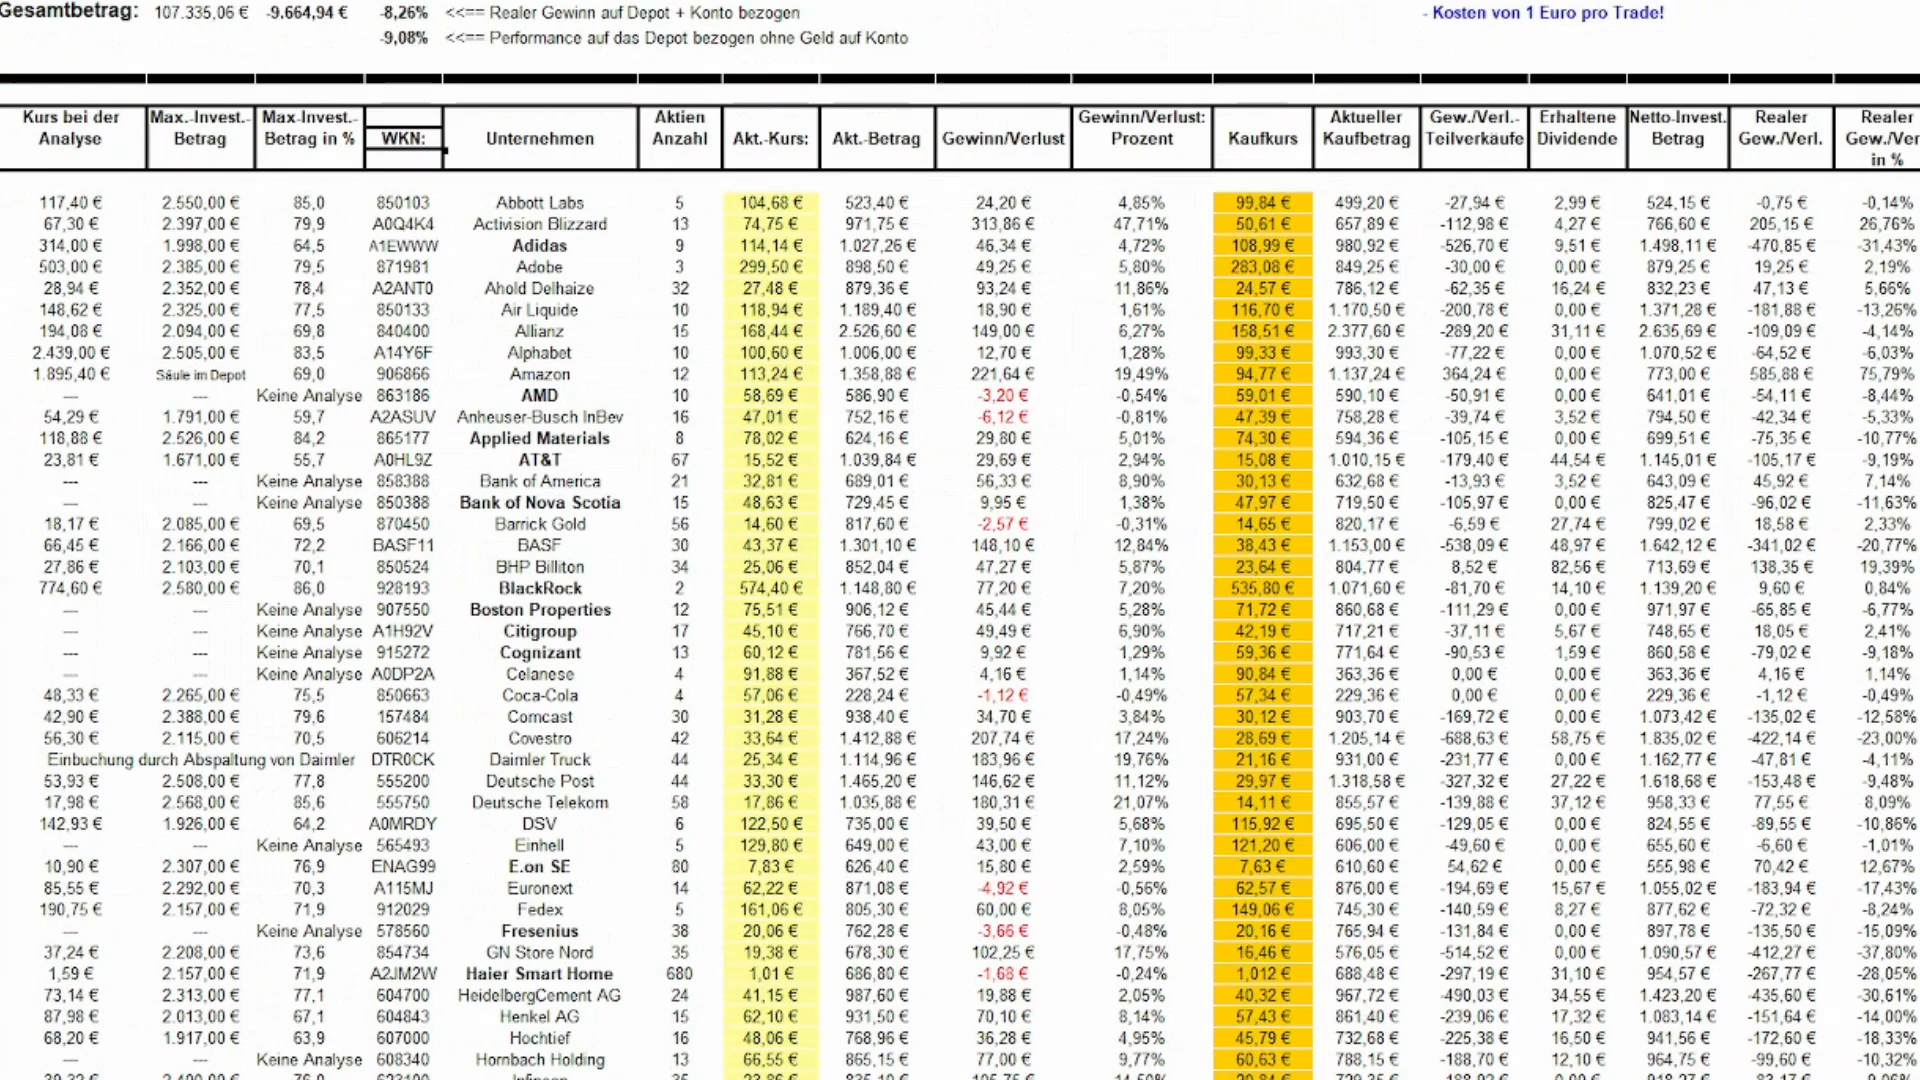 Gesamtbetrag: 107.335,06 € -9.664,94 € -8,26% <<== Realer Gewinn auf Depot + Konto bezogen - Kosten von 1 Euro pro Trade!
-9,08% <<== Performance auf das Depot bezogen ohne Geld auf Konto
Kurs bei der Analyse Max.-Invest.-Betrag Max-Invest.-Betrag in % WKN: Unternehmen Aktien Anzahl Akt.-Kurs: Akt.-Betrag Gewinn/Verlust Gewinn/Verlust: Prozent Kaufkurs Aktueller Kaufbetrag Gew./Verl.-Teilverkäufe Erhaltene Dividende Netto-Invest. Betrag Realer Gew./Verl. Realer Gew./Ver in %
117,40 € 2.550,00 € 85,0 850103 Abbott Labs 5 104,68 € 523,40 € 24,20 € 4,85% 99,84 € 499,20 € -27,94 € 2,99 € 524,15 € -0,75 € -0,14%
67,30 € 2.397,00 € 79,9 A0Q4K4 Activision Blizzard 13 74,75 € 971,75 € 313,86 € 47,71% 50,61 € 657,89 € -112,98 € 4,27 € 766,60 € 205,15 € 26,76%
314,00 € 1.998,00 € 64,5 A1EWWW Adidas 9 114,14 € 1.027,26 € 46,34 € 4,72% 108,99 € 980,92 € -526,70 € 9,51 € 1.498,11 € -470,85 € -31,43%
503,00 € 2.385,00 € 79,5 871981 Adobe 3 299,50 € 898,50 € 49,25 € 5,80% 283,08 € 849,25 € -30,00 € 0,00 € 879,25 € 19,25 € 2,19%
28,94 € 2.352,00 € 78,4 A2ANT0 Ahold Delhaize 32 27,48 € 879,36 € 93,24 € 11,86% 24,57 € 786,12 € -62,35 € 16,24 € 832,23 € 47,13 € 5,66%
148,62 € 2.325,00 € 77,5 850133 Air Liquide 10 118,94 € 1.189,40 € 18,90 € 1,61% 116,70 € 1.170,50 € -200,78 € 0,00 € 1.371,28 € -181,88 € -13,26%
194,08 € 2.094,00 € 69,8 840400 Allianz 15 168,44 € 2.526,60 € 149,00 € 6,27% 158,51 € 2.377,60 € -289,20 € 31,11 € 2.635,69 € -109,09 € -4,14%
2.439,00 € 2.505,00 € 83,5 A14Y6F Alphabet 10 100,60 € 1.006,00 € 12,70 € 1,28% 99,33 € 993,30 € -77,22 € 0,00 € 1.070,52 € -64,52 € -6,03%
1.895,40 € Säule im Depot 69,0 906866 Amazon 12 113,24 € 1.358,88 € 221,64 € 19,49% 94,77 € 1.137,24 € 364,24 € 0,00 € 773,00 € 585,88 € 75,79%
--- --- Keine Analyse 863186 AMD 10 58,69 € 586,90 € -3,20 € -0,54% 59,01 € 590,10 € -50,91 € 0,00 € 641,01 € -54,11 € -8,44%
54,29 € 1.791,00 € 59,7 A2ASUV Anheuser-Busch InBev 16 47,01 € 752,16 € -6,12 € -0,81% 47,39 € 758,28 € -39,74 € 3,52 € 794,50 € -42,34 € -5,33%
118,88 € 2.526,00 € 84,2 865177 Applied Materials 8 78,02 € 624,16 € 29,80 € 5,01% 74,30 € 594,36 € -105,15 € 0,00 € 699,51 € -75,35 € -10,77%
23,81 € 1.671,00 € 55,7 A0HL9Z AT&T 67 15,52 € 1.039,84 € 29,69 € 2,94% 15,08 € 1.010,15 € -179,40 € 44,54 € 1.145,01 € -105,17 € -9,19%
--- --- Keine Analyse 858388 Bank of America 21 32,81 € 689,01 € 56,33 € 8,90% 30,13 € 632,68 € -13,93 € 3,52 € 643,09 € 45,92 € 7,14%
--- --- Keine Analyse 850388 Bank of Nova Scotia 15 48,63 € 729,45 € 9,95 € 1,38% 47,97 € 719,50 € -105,97 € 0,00 € 825,47 € -96,02 € -11,63%
18,17 € 2.085,00 € 69,5 870450 Barrick Gold 56 14,60 € 817,60 € -2,57 € -0,31% 14,65 € 820,17 € -6,59 € 27,74 € 799,02 € 18,58 € 2,33%
66,45 € 2.166,00 € 72,2 BASF11 BASF 30 43,37 € 1.301,10 € 148,10 € 12,84% 38,43 € 1.153,00 € -538,09 € 48,97 € 1.642,12 € -341,02 € -20,77%
27,86 € 2.103,00 € 70,1 850524 BHP Billiton 34 25,06 € 852,04 € 47,27 € 5,87% 23,64 € 804,77 € 8,52 € 82,56 € 713,69 € 138,35 € 19,39%
774,60 € 2.580,00 € 86,0 928193 BlackRock 2 574,40 € 1.148,80 € 77,20 € 7,20% 535,80 € 1.071,60 € -81,70 € 14,10 € 1.139,20 € 9,60 € 0,84%
--- --- Keine Analyse 907550 Boston Properties 12 75,51 € 906,12 € 45,44 € 5,28% 71,72 € 860,68 € -111,29 € 0,00 € 971,97 € -65,85 € -6,77%
--- --- Keine Analyse A1H92V Citigroup 17 45,10 € 766,70 € 49,49 € 6,90% 42,19 € 717,21 € -37,11 € 5,67 € 748,65 € 18,05 € 2,41%
--- --- Keine Analyse 915272 Cognizant 13 60,12 € 781,56 € 9,92 € 1,29% 59,36 € 771,64 € -90,53 € 1,59 € 860,58 € -79,02 € -9,18%
--- --- Keine Analyse A0DP2A Celanese 4 91,88 € 367,52 € 4,16 € 1,14% 90,84 € 363,36 € 0,00 € 0,00 € 363,36 € 4,16 € 1,14%
48,33 € 2.265,00 € 75,5 850663 Coca-Cola 4 57,06 € 228,24 € -1,12 € -0,49% 57,34 € 229,36 € 0,00 € 0,00 € 229,36 € -1,12 € -0,49%
42,90 € 2.388,00 € 79,6 157484 Comcast 30 31,28 € 938,40 € 34,70 € 3,84% 30,12 € 903,70 € -169,72 € 0,00 € 1.073,42 € -135,02 € -12,58%
56,30 € 2.115,00 € 70,5 606214 Covestro 42 33,64 € 1.412,88 € 207,74 € 17,24% 28,69 € 1.205,14 € -688,63 € 58,75 € 1.835,02 € -422,14 € -23,00%
Einbuchung durch Abspaltung von Daimler DTR0CK Daimler Truck 44 25,34 € 1.114,96 € 183,96 € 19,76% 21,16 € 931,00 € -231,77 € 0,00 € 1.162,77 € -47,81 € -4,11%
53,93 € 2.508,00 € 77,8 555200 Deutsche Post 44 33,30 € 1.465,20 € 146,62 € 11,12% 29,97 € 1.318,58 € -327,32 € 27,22 € 1.618,68 € -153,48 € -9,48%
17,98 € 2.568,00 € 85,6 555750 Deutsche Telekom 58 17,86 € 1.035,88 € 180,31 € 21,07% 14,11 € 855,57 € -139,88 € 37,12 € 958,33 € 77,55 € 8,09%
142,93 € 1.926,00 € 64,2 A0MRDY DSV 6 122,50 € 735,00 € 39,50 € 5,68% 115,92 € 695,50 € -129,05 € 0,00 € 824,55 € -89,55 € -10,86%
--- --- Keine Analyse 565493 Einhell 5 129,80 € 649,00 € 43,00 € 7,10% 121,20 € 606,00 € -49,60 € 0,00 € 655,60 € -6,60 € -1,01%
10,90 € 2.307,00 € 76,9 ENAG99 E.on SE 80 7,83 € 626,40 € 15,80 € 2,59% 7,63 € 610,60 € 54,62 € 0,00 € 555,98 € 70,42 € 12,67%
85,55 € 2.292,00 € 70,3 A115MJ Euronext 14 62,22 € 871,08 € -4,92 € -0,56% 62,57 € 876,00 € -194,69 € 15,67 € 1.055,02 € -183,94 € -17,43%
190,75 € 2.157,00 € 71,9 912029 Fedex 5 161,06 € 805,30 € 60,00 € 8,05% 149,06 € 745,30 € -140,59 € 8,27 € 877,62 € -72,32 € -8,24%
--- --- Keine Analyse 578560 Fresenius 38 20,06 € 762,28 € -3,66 € -0,48% 20,16 € 765,94 € -131,84 € 0,00 € 897,78 € -135,50 € -15,09%
37,24 € 2.208,00 € 73,6 854734 GN Store Nord 35 19,38 € 678,30 € 102,25 € 17,75% 16,46 € 576,05 € -514,52 € 0,00 € 1.090,57 € -412,27 € -37,80%
1,59 € 2.157,00 € 71,9 A2JM2W Haier Smart Home 680 1,01 € 686,80 € -1,68 € -0,24% 1,012 € 688,48 € -297,19 € 31,10 € 954,57 € -267,77 € -28,05%
73,14 € 2.313,00 € 77,1 604700 HeidelbergCement AG 24 41,15 € 987,60 € 19,88 € 2,05% 40,32 € 967,72 € -490,03 € 34,55 € 1.423,20 € -435,60 € -30,61%
87,98 € 2.013,00 € 67,1 604843 Henkel AG 15 62,10 € 931,50 € 70,10 € 8,14% 57,43 € 861,40 € -239,06 € 17,32 € 1.083,14 € -151,64 € -14,00%
68,20 € 1.917,00 € 63,9 607000 Hochtief 16 48,06 € 768,96 € 36,28 € 4,95% 45,79 € 732,68 € -225,38 € 16,50 € 941,56 € -172,60 € -18,33%
--- --- Keine Analyse 608340 Hornbach Holding 13 66,55 € 865,15 € 77,00 € 9,77% 60,63 € 788,15 € -188,70 € 12,10 € 964,75 € -99,60 € -10,32%